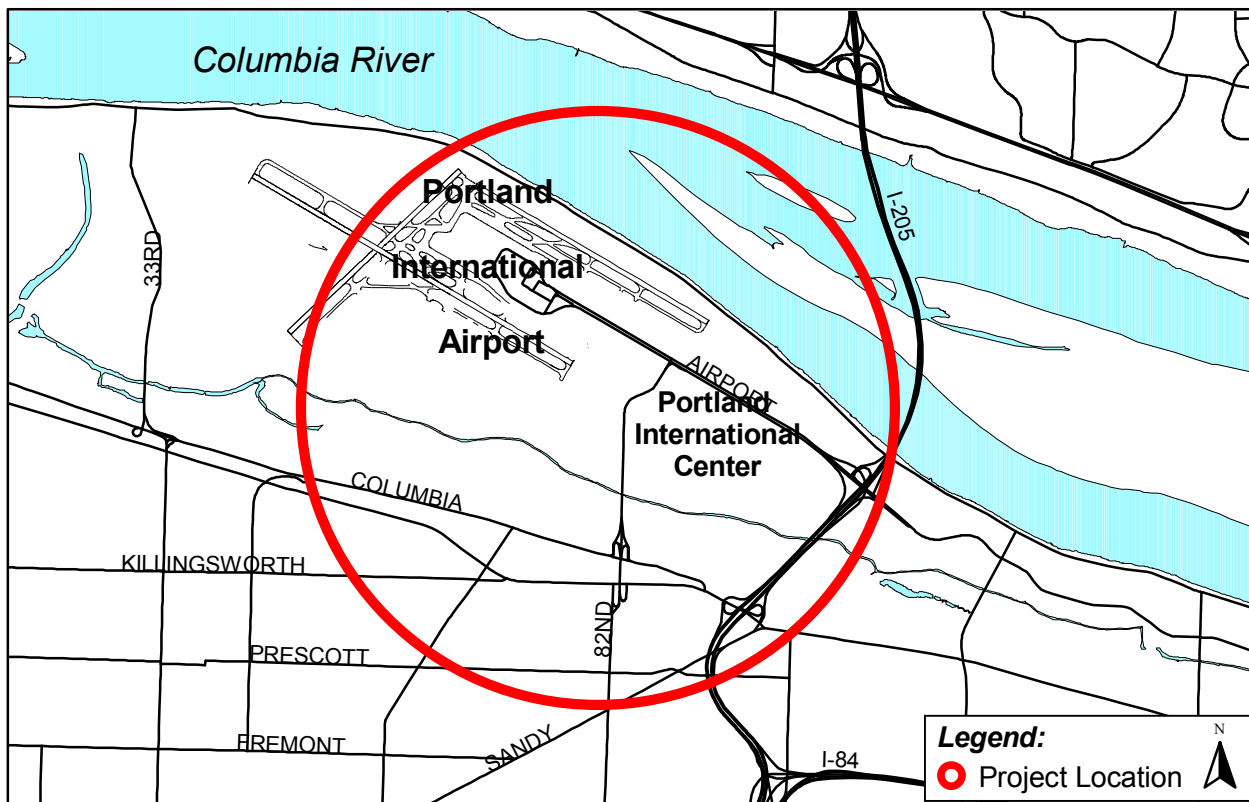 Columbia River
Portland
International
Airport
33RD
I-205
AIRPORT
Portland
International
Center
COLUMBIA
KILLINGSWORTH
82ND
PRESCOTT
FREMONT
SANDY
I-84
Legend:
N
Project Location